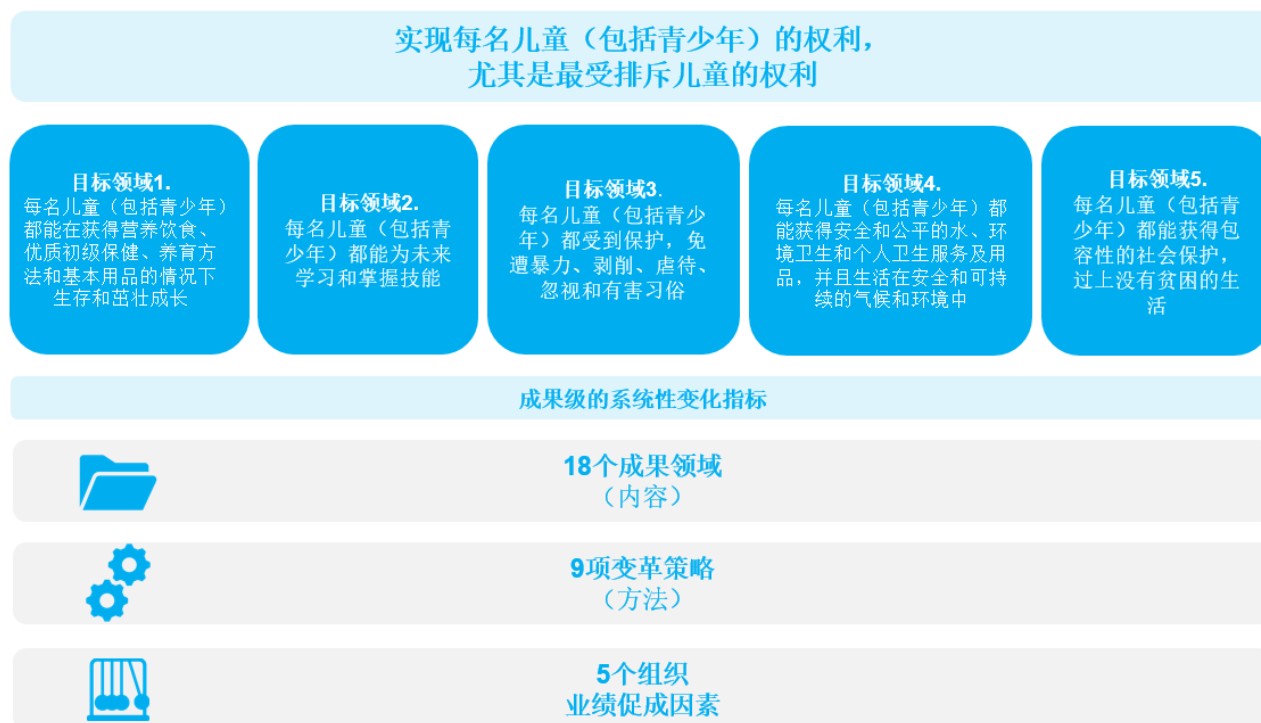 实现每名儿童（包括青少年）的权利，
尤其是最受排斥儿童的权利
目标领域1.
每名儿童（包括青少年）
都能在获得营养饮食、
优质初级保健、养育方
法和基本用品的情况下
生存和茁壮成长
目标领域2.
每名儿童（包括青
少年）都能为未来
学习和掌握技能
目标领域3.
每名儿童（包括青少
年）都受到保护，免
遭暴力、剥削、虐待、
忽视和有害习俗
目标领域4.
每名儿童（包括青少年）都
能获得安全和公平的水、环
境卫生和个人卫生服务及用
品，并且生活在安全和可持
续的气候和环境中
目标领域5.
每名儿童（包括青
少年）都能获得包
容性的社会保护，
过上没有贫困的生
活
成果级的系统性变化指标
18个成果领域
（内容）
9项变革策略
（方法）
5个组织
业绩促成因素